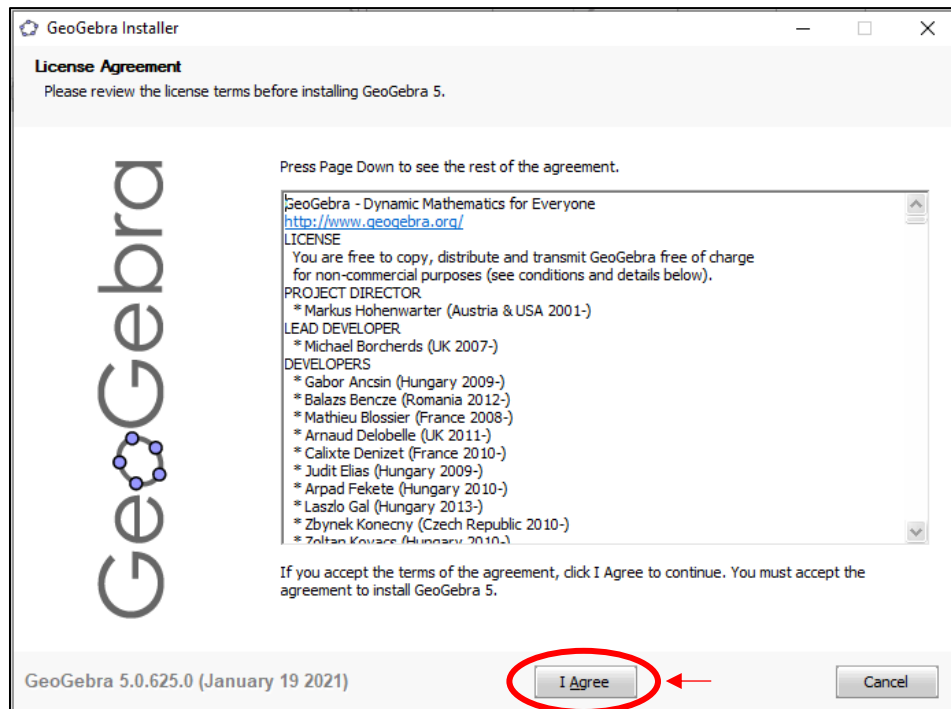 GeoGebra Installer
License Agreement
Please review the license terms before installing GeoGebra 5.
GeoGebra
Press Page Down to see the rest of the agreement.
GeoGebra - Dynamic Mathematics for Everyone
http://www.geogebra.org/
LICENSE
You are free to copy, distribute and transmit GeoGebra free of charge
for non-commercial purposes (see conditions and details below).
PROJECT DIRECTOR
* Markus Hohenwarter (Austria & USA 2001-)
LEAD DEVELOPER
* Michael Borcherds (UK 2007-)
DEVELOPERS
* Gabor Ancsin (Hungary 2009-)
* Balazs Bencze (Romania 2012-)
* Mathieu Blossier (France 2008-)
* Arnaud Delobelle (UK 2011-)
* Calixte Denizet (France 2010-)
* Judit Elias (Hungary 2009-)
* Arpad Fekete (Hungary 2010-)
* Laszlo Gal (Hungary 2013-)
* Zbynek Konecny (Czech Republic 2010-)
* Zoltan Kovacs (Hungary 2010-)
If you accept the terms of the agreement, click I Agree to continue. You must accept the
agreement to install GeoGebra 5.
GeoGebra 5.0.625.0 (January 19 2021)
I Agree
Cancel